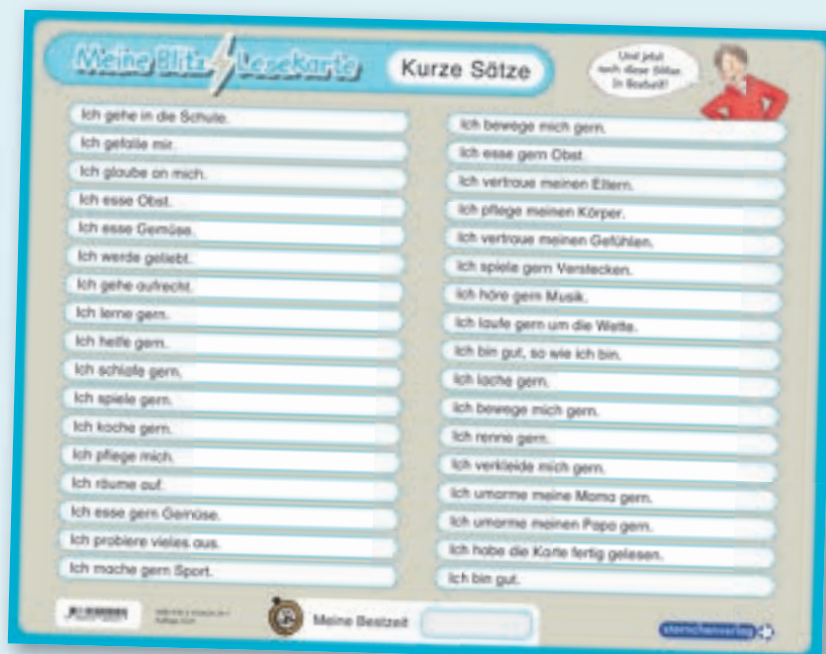 Meine Blitz Lesekarte
Kurze Sätze
Und jetzt
noch diese Sätze
in Bestzeit!
Ich gehe in die Schule.
Ich gefalle mir.
Ich glaube an mich.
Ich esse Obst.
Ich esse Gemüse.
Ich werde geliebt.
Ich gehe aufrecht.
Ich lerne gern.
Ich helfe gern.
Ich schlafe gern.
Ich spiele gern.
Ich koche gern.
Ich pflege mich.
Ich räume auf.
Ich esse gern Gemüse.
Ich probiere vieles aus.
Ich mache gern Sport.
Ich bewege mich gern.
Ich esse gern Obst.
Ich vertraue meinen Eltern.
Ich pflege meinen Körper.
Ich vertraue meinen Gefühlen.
Ich spiele gern Verstecken.
Ich höre gern Musik.
Ich laufe gern um die Wette.
Ich bin gut, so wie ich bin.
Ich lache gern.
Ich bewege mich gern.
Ich renne gern.
Ich verkleide mich gern.
Ich umarme meine Mama gern.
Ich umarme meinen Papa gern.
Ich habe die Karte fertig gelesen.
Ich bin gut.
Meine Bestzeit
sternchenverlag